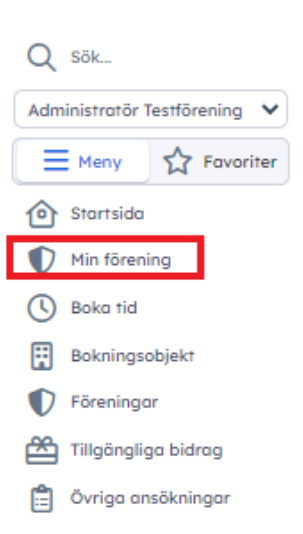 Sök...
Administratör Testförening
Meny Favoriter
Startsida
Min förening
Boka tid
Bokningsobjekt
Föreningar
Tillgängliga bidrag
Övriga ansökningar